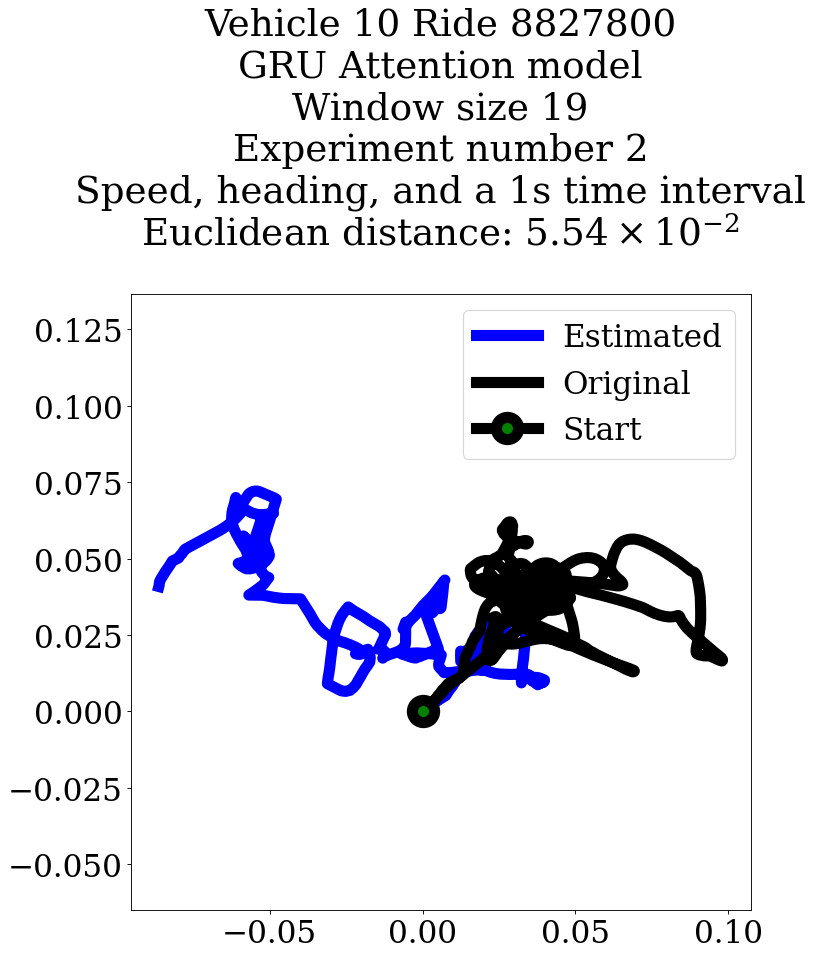 Vehicle 10 Ride 8827800
GRU Attention model
Window size 19
Experiment number 2
Speed, heading, and a 1s time interval
Euclidean distance: 5.54 × 10⁻²
Estimated
Original
Start
0.125
0.100
0.075
0.050
0.025
0.000
−0.025
−0.050
−0.05
0.00
0.05
0.10